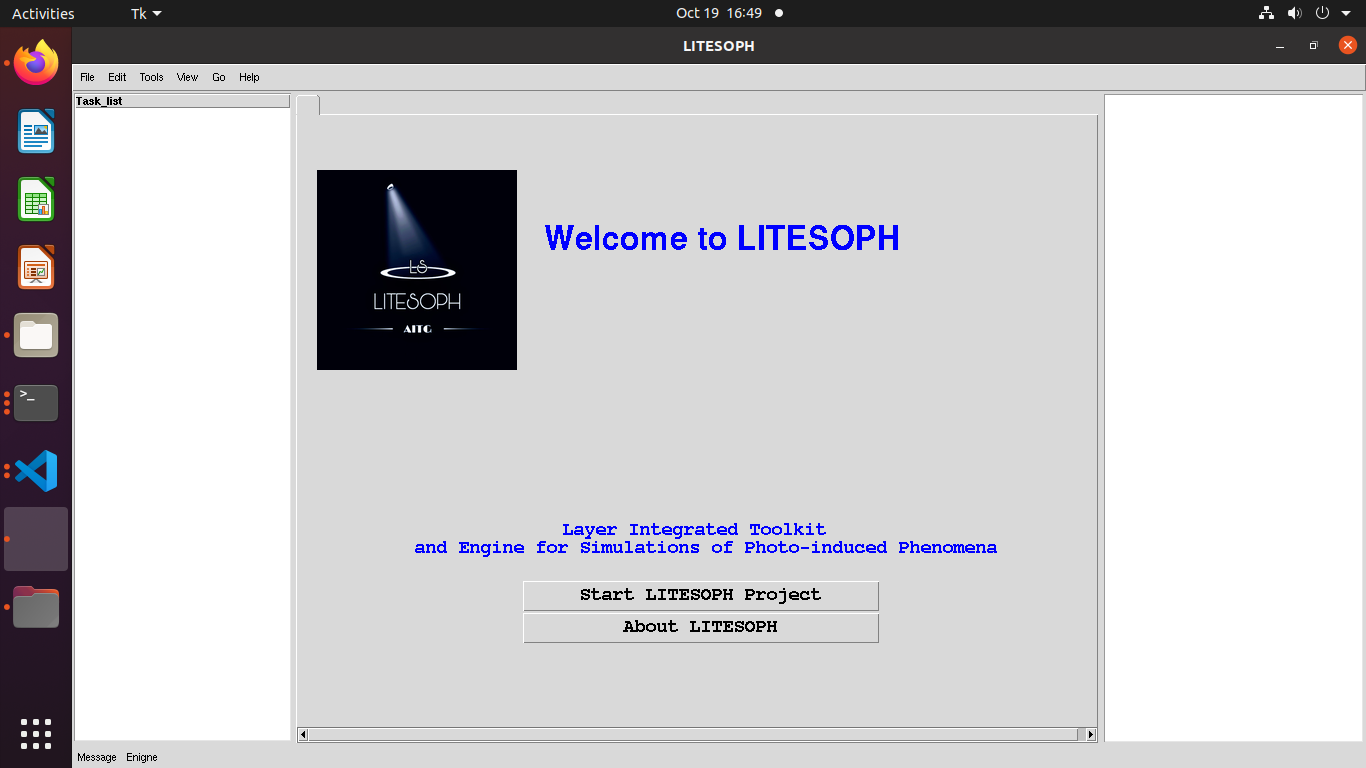 Activities Tk Oct 19 16:49
LITESOPH
File Edit Tools View Go Help
Task_list
LS
LITESOPH
AITG
Welcome to LITESOPH
Layer Integrated Toolkit
and Engine for Simulations of Photo-induced Phenomena
Start LITESOPH Project
About LITESOPH
Message Enigne